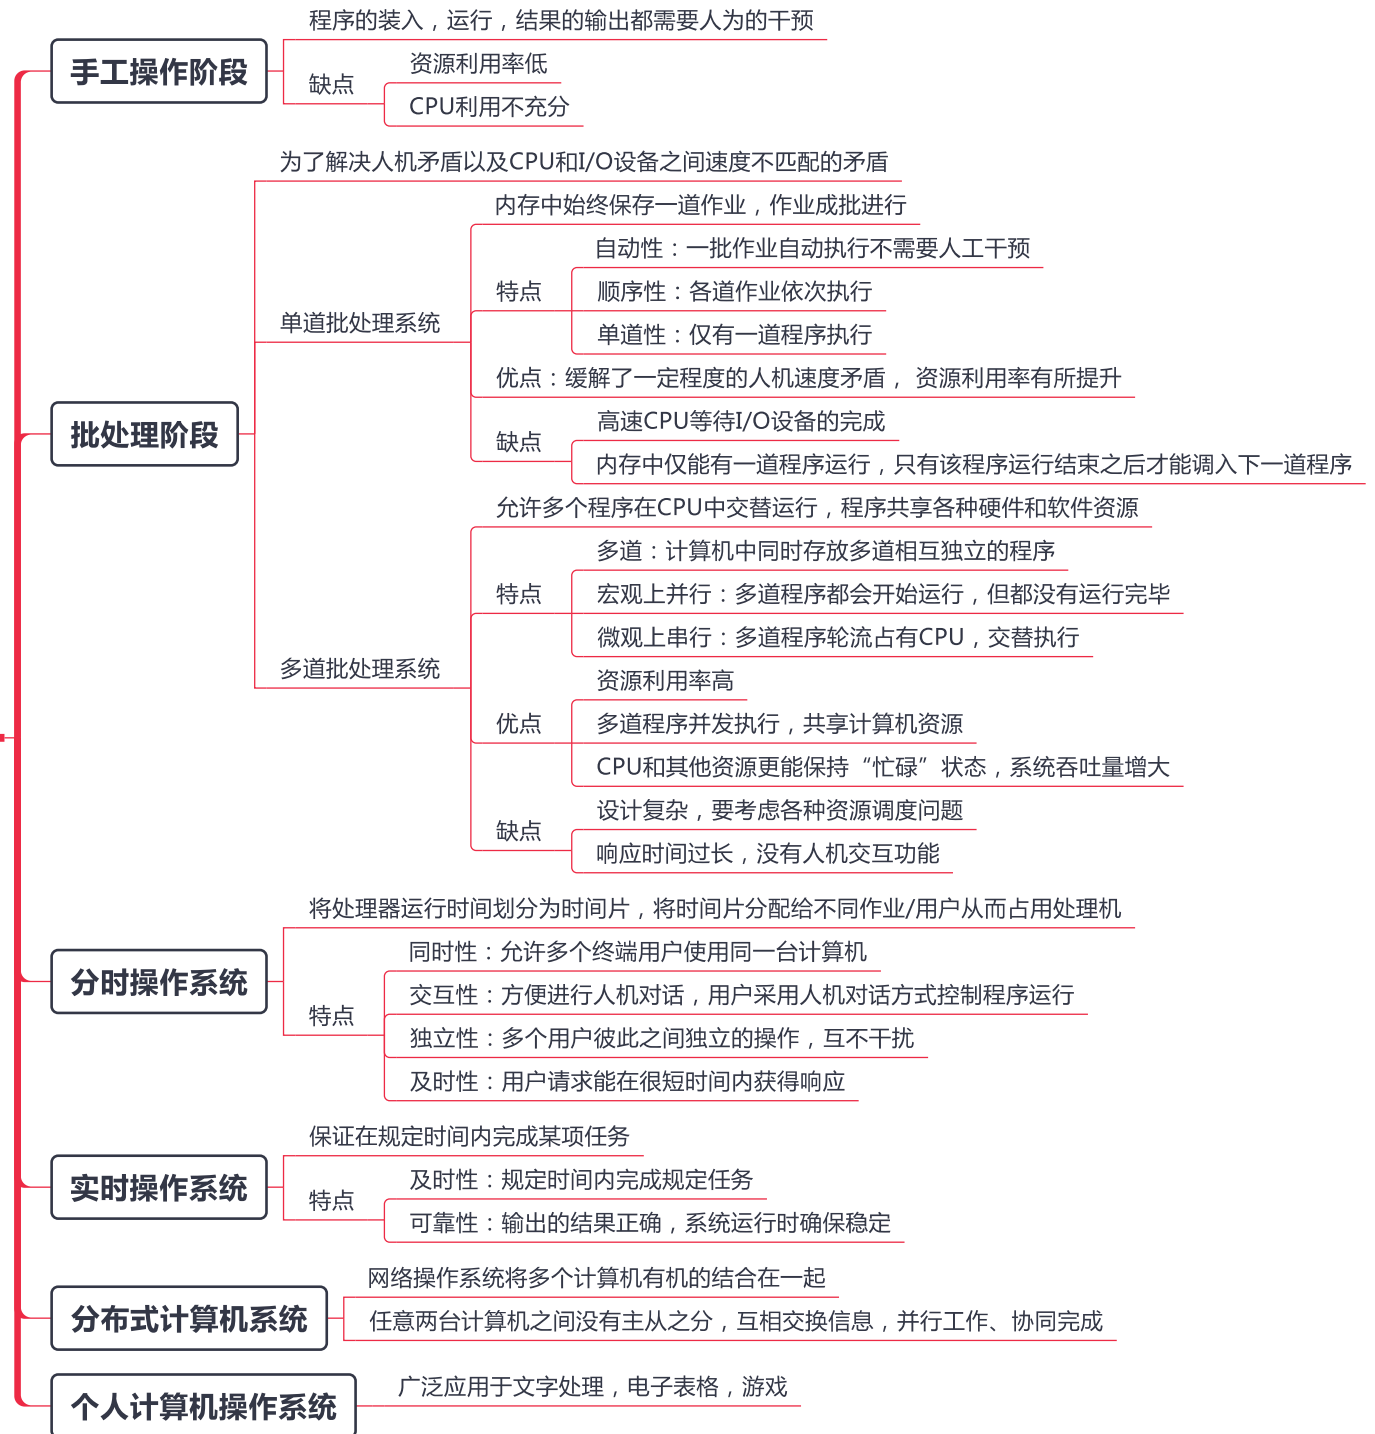 程序的装入，运行，结果的输出都需要人为的干预
手工操作阶段
缺点
资源利用率低
CPU利用不充分
为了解决人机矛盾以及CPU和I/O设备之间速度不匹配的矛盾
批处理阶段
单道批处理系统
内存中始终保存一道作业，作业成批进行
特点
自动性：一批作业自动执行不需要人工干预
顺序性：各道作业依次执行
单道性：仅有一道程序执行
优点：缓解了一定程度的人机速度矛盾， 资源利用率有所提升
缺点
高速CPU等待I/O设备的完成
内存中仅能有一道程序运行，只有该程序运行结束之后才能调入下一道程序
多道批处理系统
允许多个程序在CPU中交替运行，程序共享各种硬件和软件资源
特点
多道：计算机中同时存放多道相互独立的程序
宏观上并行：多道程序都会开始运行，但都没有运行完毕
微观上串行：多道程序轮流占有CPU，交替执行
优点
资源利用率高
多道程序并发执行，共享计算机资源
CPU和其他资源更能保持“忙碌”状态，系统吞吐量增大
缺点
设计复杂，要考虑各种资源调度问题
响应时间过长，没有人机交互功能
分时操作系统
将处理器运行时间划分为时间片，将时间片分配给不同作业/用户从而占用处理机
特点
同时性：允许多个终端用户使用同一台计算机
交互性：方便进行人机对话，用户采用人机对话方式控制程序运行
独立性：多个用户彼此之间独立的操作，互不干扰
及时性：用户请求能在很短时间内获得响应
实时操作系统
保证在规定时间内完成某项任务
特点
及时性：规定时间内完成规定任务
可靠性：输出的结果正确，系统运行时确保稳定
分布式计算机系统
网络操作系统将多个计算机有机的结合在一起
任意两台计算机之间没有主从之分，互相交换信息，并行工作、协同完成
个人计算机操作系统
广泛应用于文字处理，电子表格，游戏